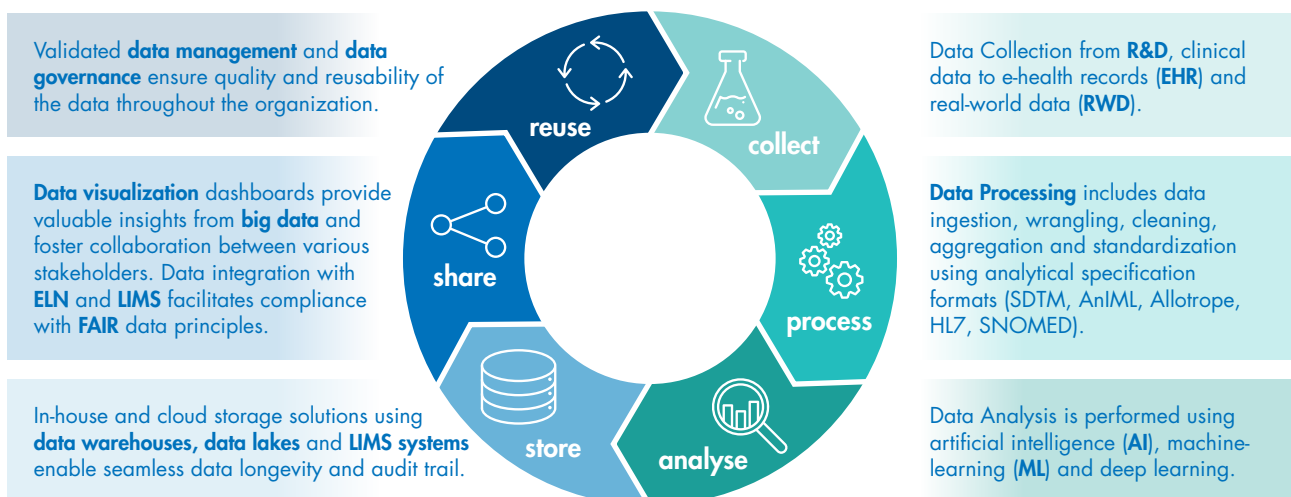 Validated data management and data
governance ensure quality and reusability of
the data throughout the organization.
Data visualization dashboards provide
valuable insights from big data and
foster collaboration between various
stakeholders. Data integration with
ELN and LIMS facilitates compliance
with FAIR data principles.
In-house and cloud storage solutions using
data warehouses, data lakes and LIMS systems
enable seamless data longevity and audit trail.
reuse
collect
share
process
store
analyse
Data Collection from R&D, clinical
data to e-health records (EHR) and
real-world data (RWD).
Data Processing includes data
ingestion, wrangling, cleaning,
aggregation and standardization
using analytical specification
formats (SDTM, AnIML, Allotrope,
HL7, SNOMED).
Data Analysis is performed using
artificial intelligence (AI), machine-
learning (ML) and deep learning.